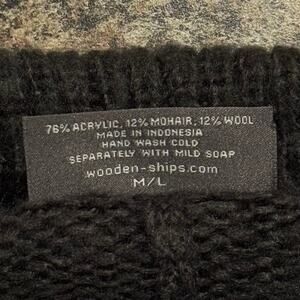 76% ACRYLIC, 12% MOHAIR, 12% WOOL
MADE IN INDONESIA
HAND WASH COLD
SEPARATELY WITH MILD SOAP
wooden-ships.com
M/L